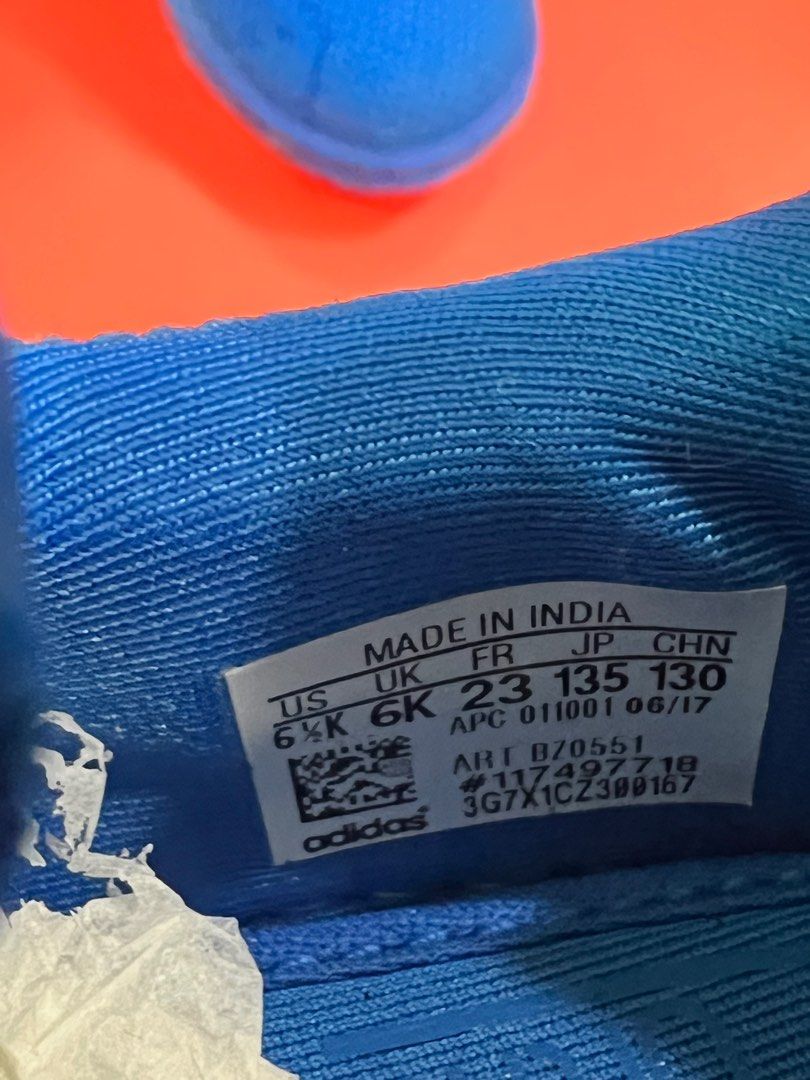 MADE IN INDIA
US UK FR JP CHN
6½K 6K 23 135 130
APC 011001 06/17
ART BZ0551
#117497718
3G7X1CZ300167
adidas®